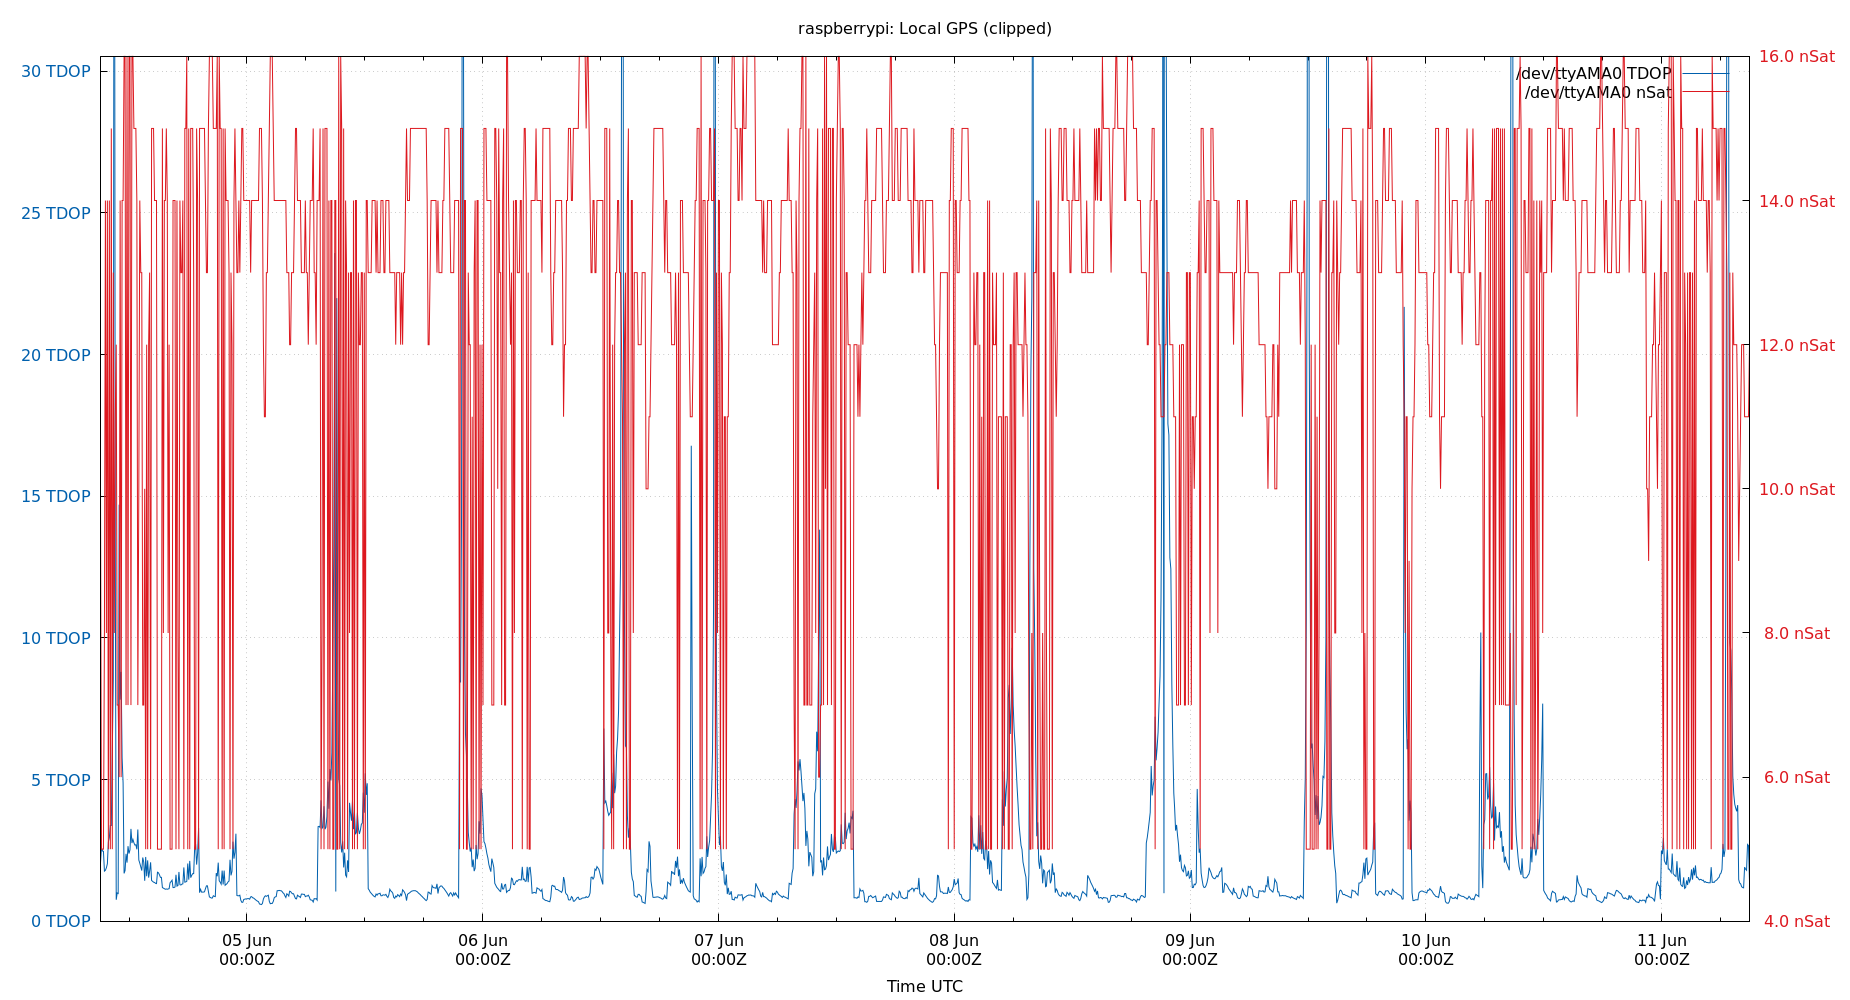 raspberrypi: Local GPS (clipped)
30 TDOP
25 TDOP
20 TDOP
15 TDOP
10 TDOP
5 TDOP
0 TDOP
16.0 nSat
14.0 nSat
12.0 nSat
10.0 nSat
8.0 nSat
6.0 nSat
4.0 nSat
/dev/ttyAMA0 TDOP
/dev/ttyAMA0 nSat
05 Jun 06 Jun 07 Jun 08 Jun 09 Jun 10 Jun 11 Jun
00:00Z 00:00Z 00:00Z 00:00Z 00:00Z 00:00Z 00:00Z
Time UTC